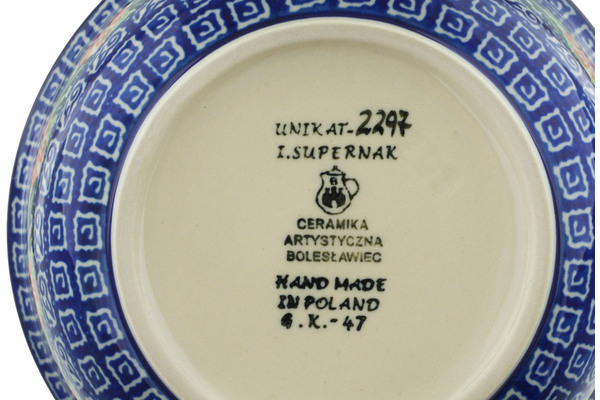 UNIKAT-2297
I.SUPERNAK
CERAMIKA
ARTYSTYCZNA
BOLESŁAWIEC
HAND MADE
IN POLAND
G.K.-47